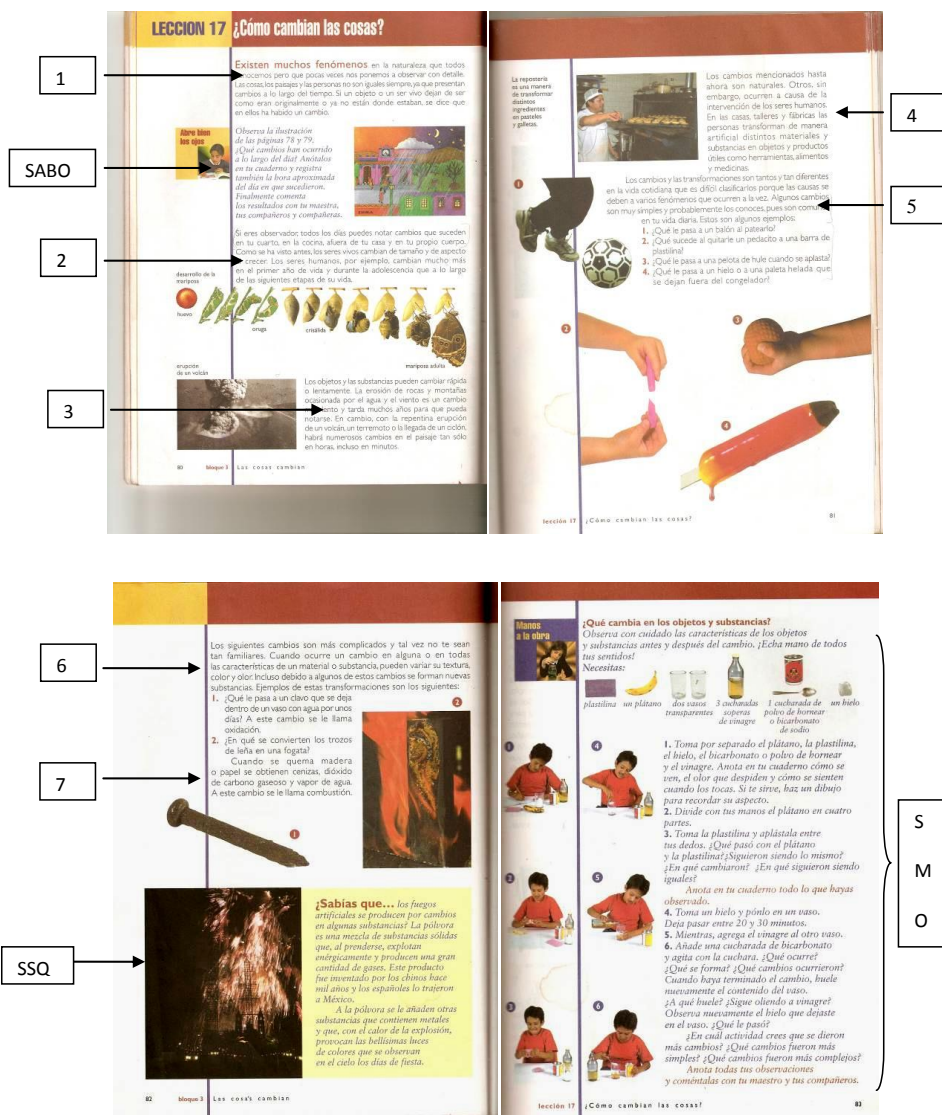 LECCION 17 ¿Cómo cambian las cosas?
1
Existen muchos fenómenos en la naturaleza que todos
conocemos pero que pocas veces nos ponemos a observar con detalle.
Las cosas, los paisajes y las personas no son iguales siempre, ya que presentan
cambios a lo largo del tiempo. Si un objeto o un ser vivo dejan de ser
como eran originalmente o ya no están donde estaban, se dice que
en ellos ha habido un cambio.
SABO
Abre bien
los ojos
Observa la ilustración
de las páginas 78 y 79.
¿Qué cambios han ocurrido
a lo largo del día? Anótalos
en tu cuaderno y registra
también la hora aproximada
del día en que sucedieron.
Finalmente comenta
los resultados con tu maestra,
tus compañeros y compañeras.
2
Si eres observador, todos los días puedes notar cambios que suceden
en tu cuarto, en la cocina, afuera de tu casa y en tu propio cuerpo.
Como se ha visto antes, los seres vivos cambian de tamaño y de aspecto
crecer. Los seres humanos, por ejemplo, cambian mucho más
en el primer año de vida y durante la adolescencia que a lo largo
de las siguientes etapas de su vida.
desarrollo de la
mariposa
huevo
oruga
crisálida
mariposa adulta
erupción
de un volcán
3
Los objetos y las substancias pueden cambiar rápida
o lentamente. La erosión de rocas y montañas
ocasionada por el agua y el viento es un cambio
y tarda muchos años para que pueda
notarse. En cambio, con la repentina erupción
de un volcán, un terremoto o la llegada de un ciclón,
habrá numerosos cambios en el paisaje tan sólo
en horas, incluso en minutos.
80 bloque 3 Las cosas cambian
La repostería
es una manera
de transformar
distintos
ingredientes
en pasteles
y galletas.
Los cambios mencionados hasta
ahora son naturales. Otros, sin
embargo, ocurren a causa de la
intervención de los seres humanos.
En las casas, talleres y fábricas las
personas transforman de manera
artificial distintos materiales y
substancias en objetos y productos
útiles como herramientas, alimentos
y medicinas.
4
Los cambios y las transformaciones son tantos y tan diferentes
en la vida cotidiana que es difícil clasificarlos porque las causas se
deben a varios fenómenos que ocurren a la vez. Algunos cambios
son muy simples y probablemente los conoces, pues son comunes
en tu vida diaria. Estos son algunos ejemplos:
5
1. ¿Qué le pasa a un balón al patearlo?
2. ¿Qué sucede al quitarle un pedacito a una barra de
plastilina?
3. ¿Qué le pasa a una pelota de hule cuando se aplasta?
4. ¿Qué le pasa a un hielo o a una paleta helada que
se dejan fuera del congelador?
1
2
3
4
lección 17 ¿Cómo cambian las cosas? 81
6
Los siguientes cambios son más complicados y tal vez no te sean
tan familiares. Cuando ocurre un cambio en alguna o en todas
las características de un material o substancia, pueden variar su textura,
color y olor. Incluso debido a algunos de estos cambios se forman nuevas
substancias. Ejemplos de estas transformaciones son los siguientes:
1. ¿Qué le pasa a un clavo que se deja
dentro de un vaso con agua por unos
días? A este cambio se le llama
oxidación.
2. ¿En qué se convierten los trozos
de leña en una fogata?
7
Cuando se quema madera
o papel se obtienen cenizas, dióxido
de carbono gaseoso y vapor de agua.
A este cambio se le llama combustión.
2
1
SSQ
¿Sabías que... los fuegos
artificiales se producen por cambios
en algunas substancias? La pólvora
es una mezcla de substancias sólidas
que, al prenderse, explotan
enérgicamente y producen una gran
cantidad de gases. Este producto
fue inventado por los chinos hace
mil años y los españoles lo trajeron
a México.
A la pólvora se le añaden otras
substancias que contienen metales
y que, con el calor de la explosión,
provocan las bellísimas luces
de colores que se observan
en el cielo los días de fiesta.
82 bloque 3 Las cosas cambian
Manos
a la obra
¿Qué cambia en los objetos y substancias?
Observa con cuidado las características de los objetos
y substancias antes y después del cambio. ¡Echa mano de todos
tus sentidos!
Necesitas:
plastilina
un plátano
dos vasos
transparentes
3 cucharadas
soperas
de vinagre
1 cucharada de
polvo de hornear
o bicarbonato
de sodio
un hielo
1
4
2
5
3
6
1. Toma por separado el plátano, la plastilina,
el hielo, el bicarbonato o polvo de hornear
y el vinagre. Anota en tu cuaderno cómo se
ven, el olor que despiden y cómo se sienten
cuando los tocas. Si te sirve, haz un dibujo
para recordar su aspecto.
2. Divide con tus manos el plátano en cuatro
partes.
3. Toma la plastilina y aplástala entre
tus dedos. ¿Qué pasó con el plátano
y la plastilina? ¿Siguieron siendo lo mismo?
¿En qué cambiaron? ¿En qué siguieron siendo
iguales?
Anota en tu cuaderno todo lo que hayas
observado.
4. Toma un hielo y pónlo en un vaso.
Deja pasar entre 20 y 30 minutos.
5. Mientras, agrega el vinagre al otro vaso.
6. Añade una cucharada de bicarbonato
y agita con la cuchara. ¿Qué ocurre?
¿Qué se forma? ¿Qué cambios ocurrieron?
Cuando haya terminado el cambio, huele
nuevamente el contenido del vaso.
¿A qué huele? ¿Sigue oliendo a vinagre?
Observa nuevamente el hielo que dejaste
en el vaso. ¿Qué le pasó?
¿En cuál actividad crees que se dieron
más cambios? ¿Qué cambios fueron más
simples? ¿Qué cambios fueron más complejos?
Anota todas tus observaciones
y coméntalas con tu maestro y tus compañeros.
S
M
O
lección 17 ¿Cómo cambian las cosas? 83